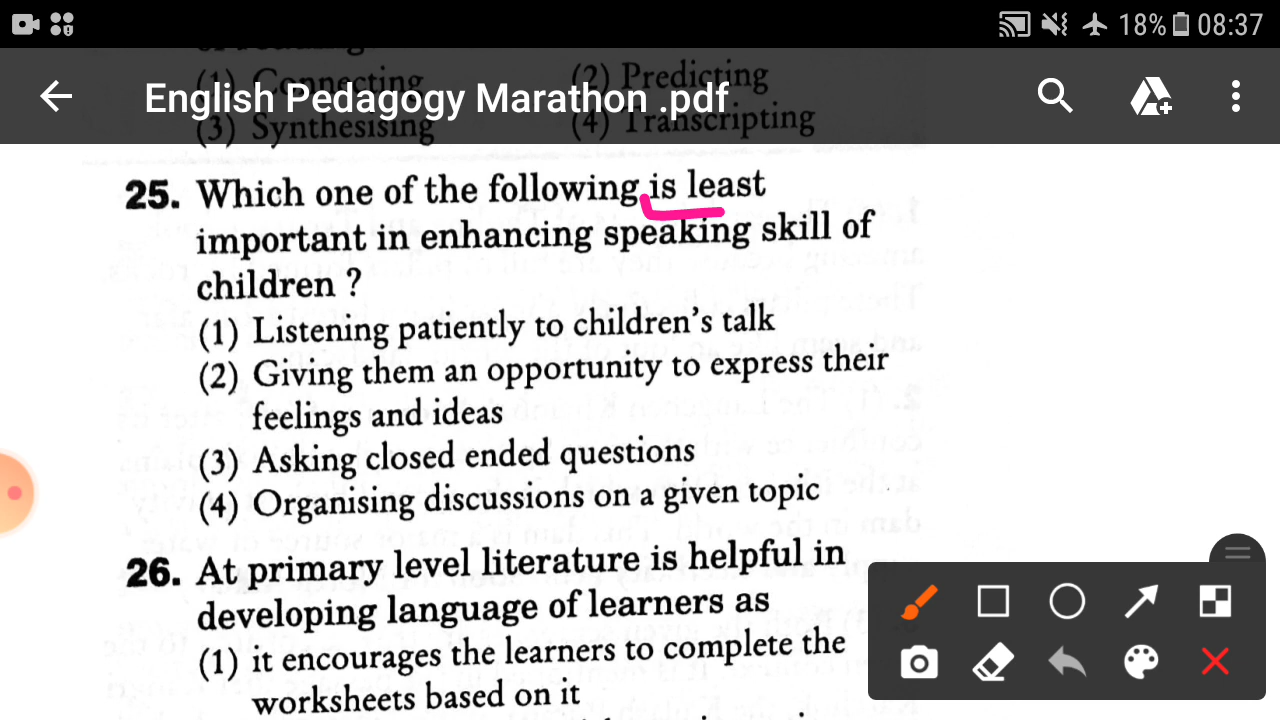 18% 08:37
English Pedagogy Marathon .pdf
(1) Connecting (2) Predicting
(3) Synthesising (4) Transcripting
25. Which one of the following is least
important in enhancing speaking skill of
children ?
(1) Listening patiently to children's talk
(2) Giving them an opportunity to express their
feelings and ideas
(3) Asking closed ended questions
(4) Organising discussions on a given topic
26. At primary level literature is helpful in
developing language of learners as
(1) it encourages the learners to complete the
worksheets based on it